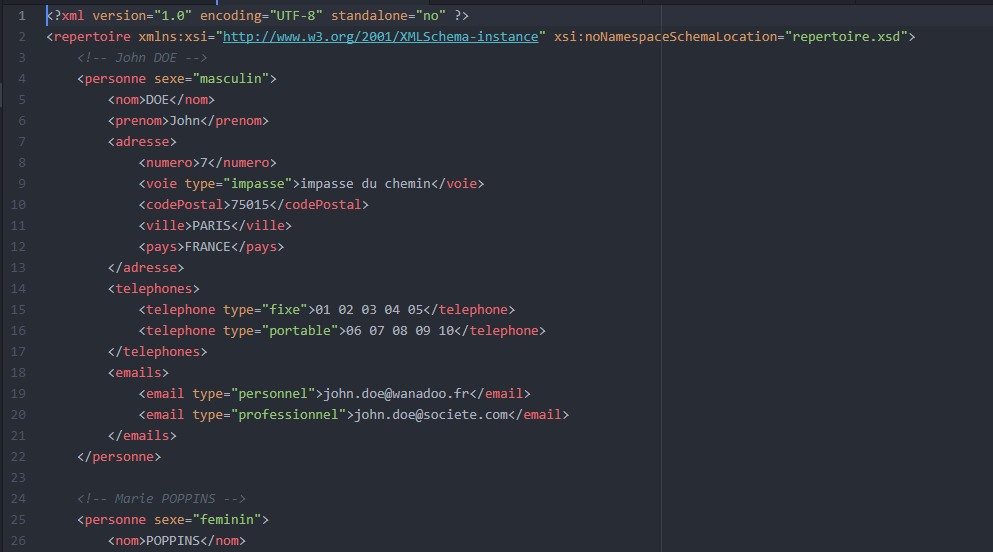 1 <?xml version="1.0" encoding="UTF-8" standalone="no" ?>
2 <repertoire xmlns:xsi="http://www.w3.org/2001/XMLSchema-instance" xsi:noNamespaceSchemaLocation="repertoire.xsd">
3     <!-- John DOE -->
4     <personne sexe="masculin">
5         <nom>DOE</nom>
6         <prenom>John</prenom>
7         <adresse>
8             <numero>7</numero>
9             <voie type="impasse">impasse du chemin</voie>
10             <codePostal>75015</codePostal>
11             <ville>PARIS</ville>
12             <pays>FRANCE</pays>
13         </adresse>
14         <telephones>
15             <telephone type="fixe">01 02 03 04 05</telephone>
16             <telephone type="portable">06 07 08 09 10</telephone>
17         </telephones>
18         <emails>
19             <email type="personnel">john.doe@wanadoo.fr</email>
20             <email type="professionnel">john.doe@societe.com</email>
21         </emails>
22     </personne>
23
24     <!-- Marie POPPINS -->
25     <personne sexe="feminin">
26         <nom>POPPINS</nom>